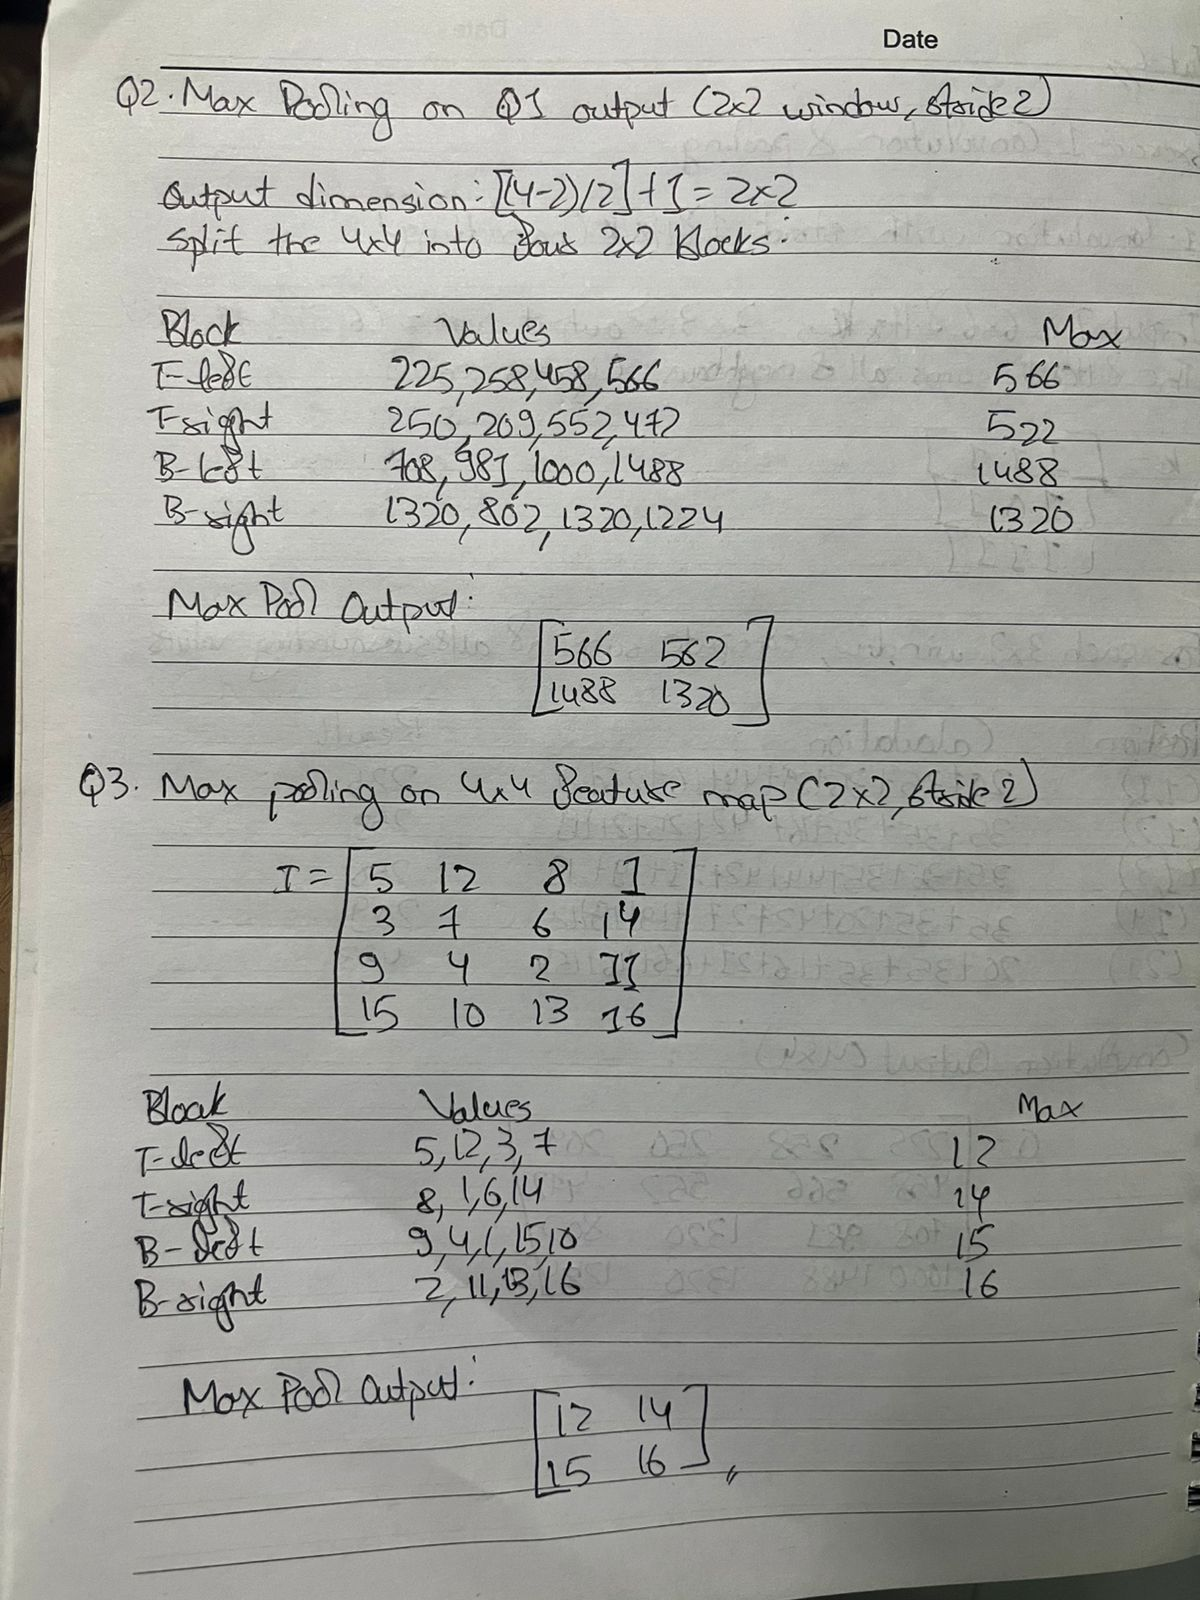 Date
Q2. Max Pooling on Q1 output (2x2 window, stride 2)
Output dimension: [(4-2)/2]+1 = 2x2
Split the 4x4 into four 2x2 blocks:
Block Values Max
T-left 225, 258, 458, 566 566
T-right 250, 209, 552, 472 522
B-left 708, 981, 1000, 1488 1488
B-right 1320, 802, 1320, 1224 1320
Max Pool Output:
566 562
1488 1320
Q3. Max pooling on 4x4 feature map (2x2, stride 2)
I = 5 12 8 1
3 7 6 14
9 4 2 11
15 10 13 16
Block Values Max
T-left 5, 12, 3, 7 12
T-right 8, 1, 6, 14 14
B-left 9, 4, 1, 15, 10 15
B-right 2, 11, 13, 16 16
Max Pool Output:
12 14
15 16